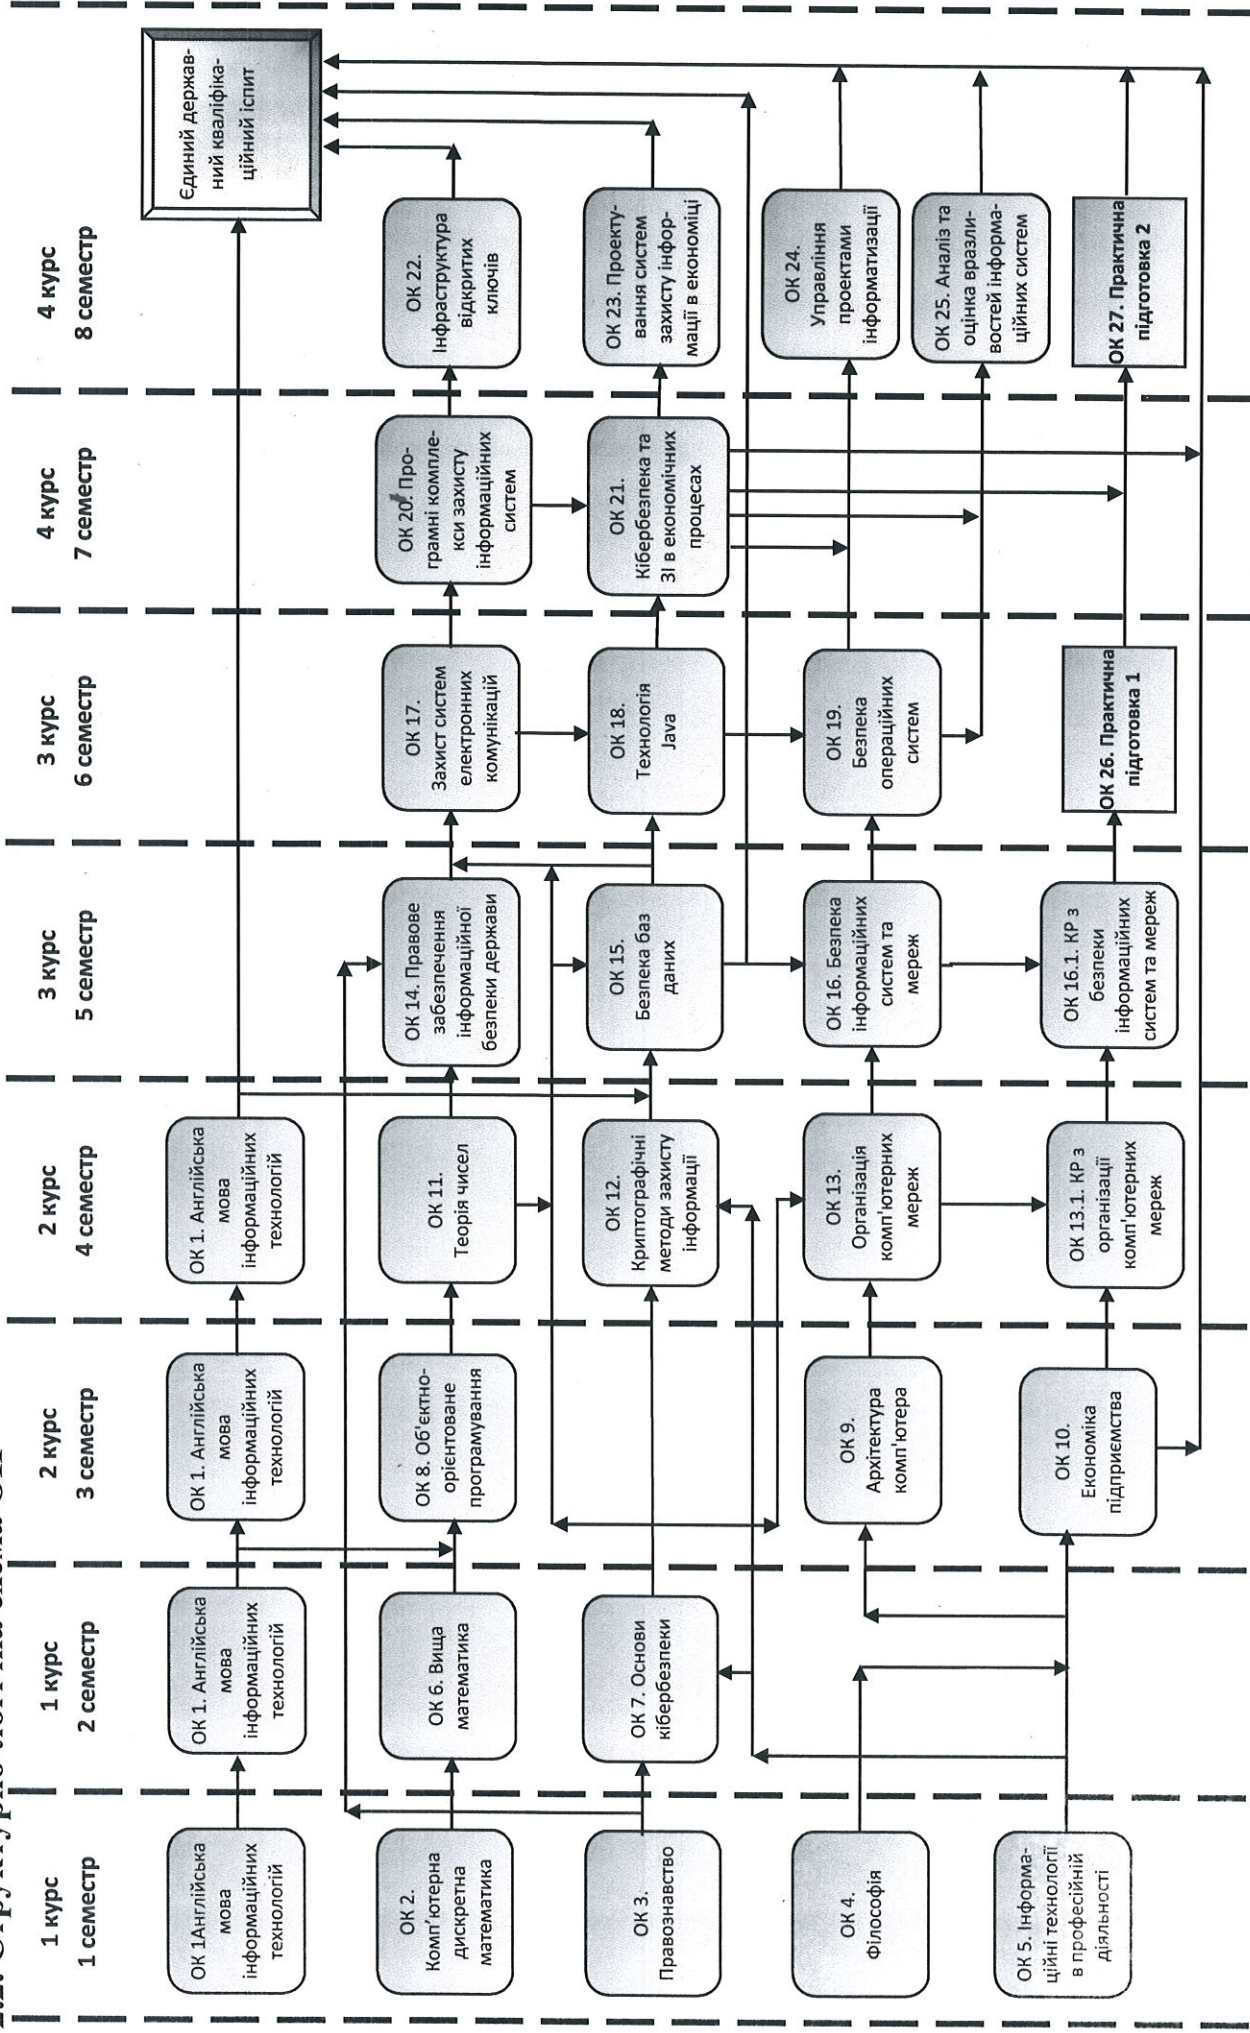 2.2. Структурно-логічна схема ОП
1 курс
1 семестр
1 курс
2 семестр
2 курс
3 семестр
2 курс
4 семестр
3 курс
5 семестр
3 курс
6 семестр
4 курс
7 семестр
4 курс
8 семестр
ОК 1Англійська
мова
інформаційних
технологій
ОК 1. Англійська
мова
інформаційних
технологій
ОК 1. Англійська
мова
інформаційних
технологій
ОК 1. Англійська
мова
інформаційних
технологій
Єдиний держав-
ний кваліфіка-
ційний іспит
ОК 2.
Комп'ютерна
дискретна
математика
ОК 6. Вища
математика
ОК 8. Об'єктно-
орієнтоване
програмування
ОК 11.
Теорія чисел
ОК 14. Правове
забезпечення
інформаційної
безпеки держави
ОК 17.
Захист систем
електронних
комунікацій
ОК 20. Про-
грамні компле-
кси захисту
інформаційних
систем
ОК 22.
Інфраструктура
відкритих
ключів
ОК 3.
Правознавство
ОК 7. Основи
кібербезпеки
ОК 12.
Криптографічні
методи захисту
інформації
ОК 15.
Безпека баз
даних
ОК 18.
Технологія
Java
ОК 21.
Кібербезпека та
ЗІ в економічних
процесах
ОК 23. Проекту-
вання систем
захисту інфор-
мації в економіці
ОК 4.
Філософія
ОК 9.
Архітектура
комп'ютера
ОК 13.
Організація
комп'ютерних
мереж
ОК 16. Безпека
інформаційних
систем та
мереж
ОК 19.
Безпека
операційних
систем
ОК 24.
Управління
проектами
інформатизації
ОК 25. Аналіз та
оцінка вразли-
востей інформа-
ційних систем
ОК 5. Інформа-
ційні технології
в професійній
діяльності
ОК 10.
Економіка
підприємства
ОК 13.1. КР з
організації
комп'ютерних
мереж
ОК 16.1. КР з
безпеки
інформаційних
систем та мереж
ОК 26. Практична
підготовка 1
ОК 27. Практична
підготовка 2